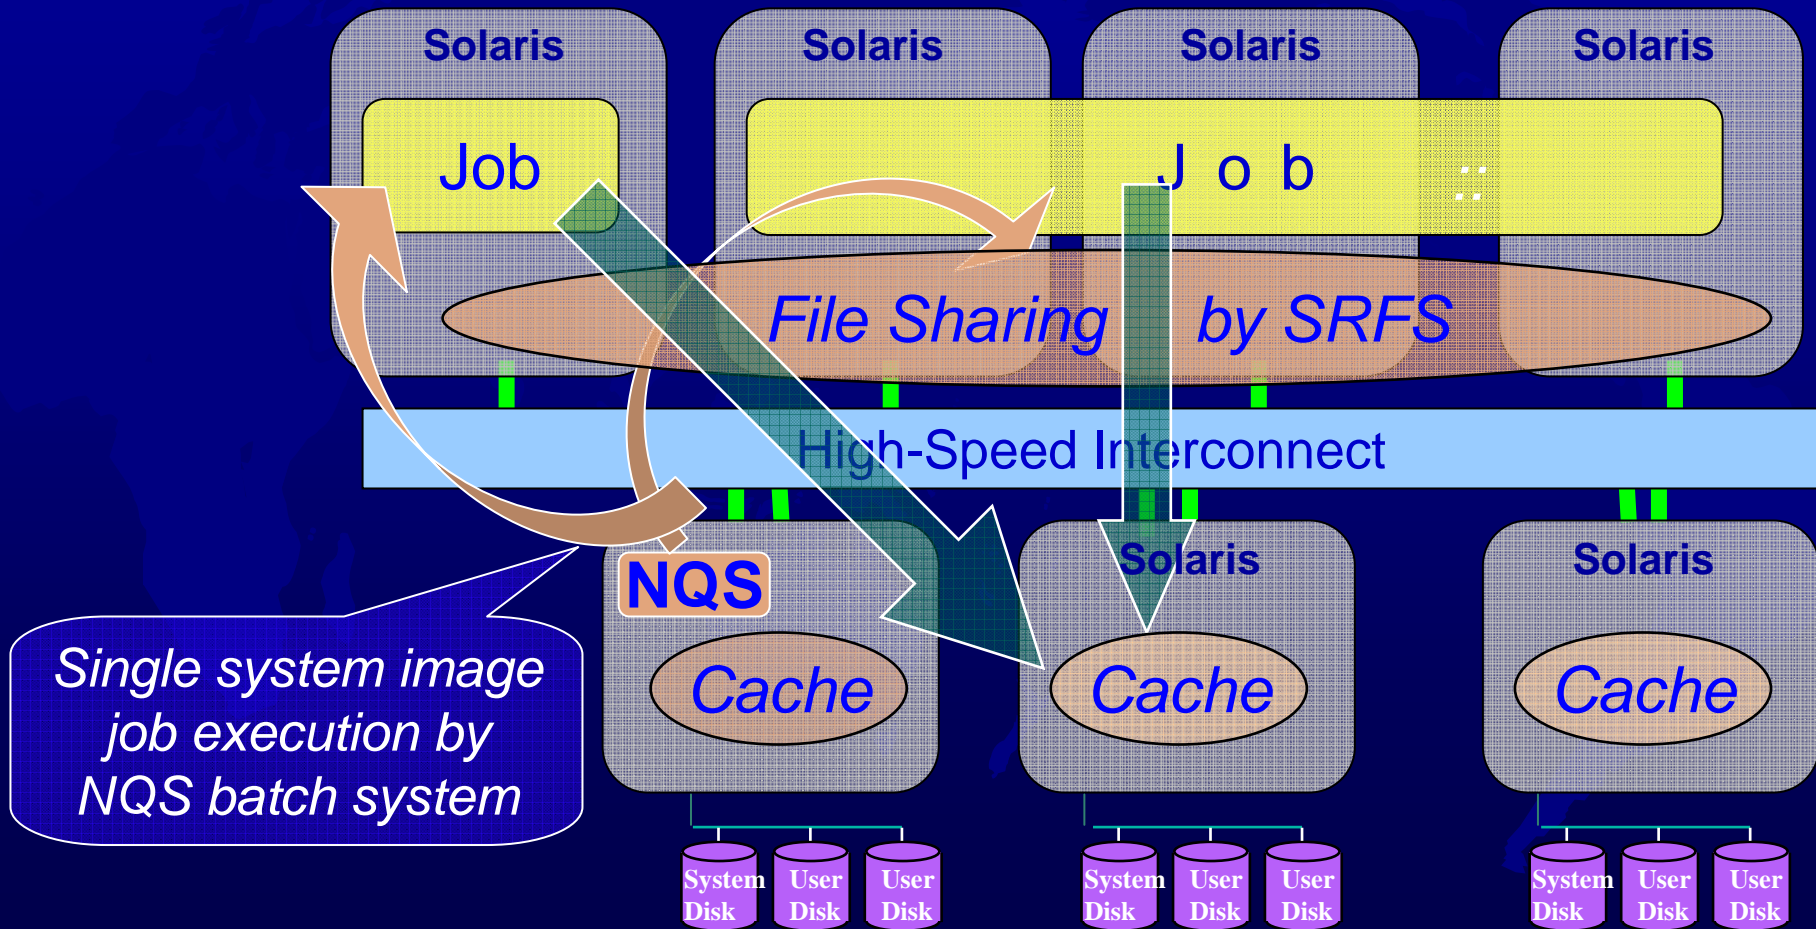 Solaris
Solaris
Solaris
Solaris
Job
J o b
::
File Sharing by SRFS
High-Speed Interconnect
NQS
Solaris
Solaris
Single system image
job execution by
NQS batch system
Cache
Cache
Cache
System
Disk
User
Disk
User
Disk
System
Disk
User
Disk
User
Disk
System
Disk
User
Disk
User
Disk